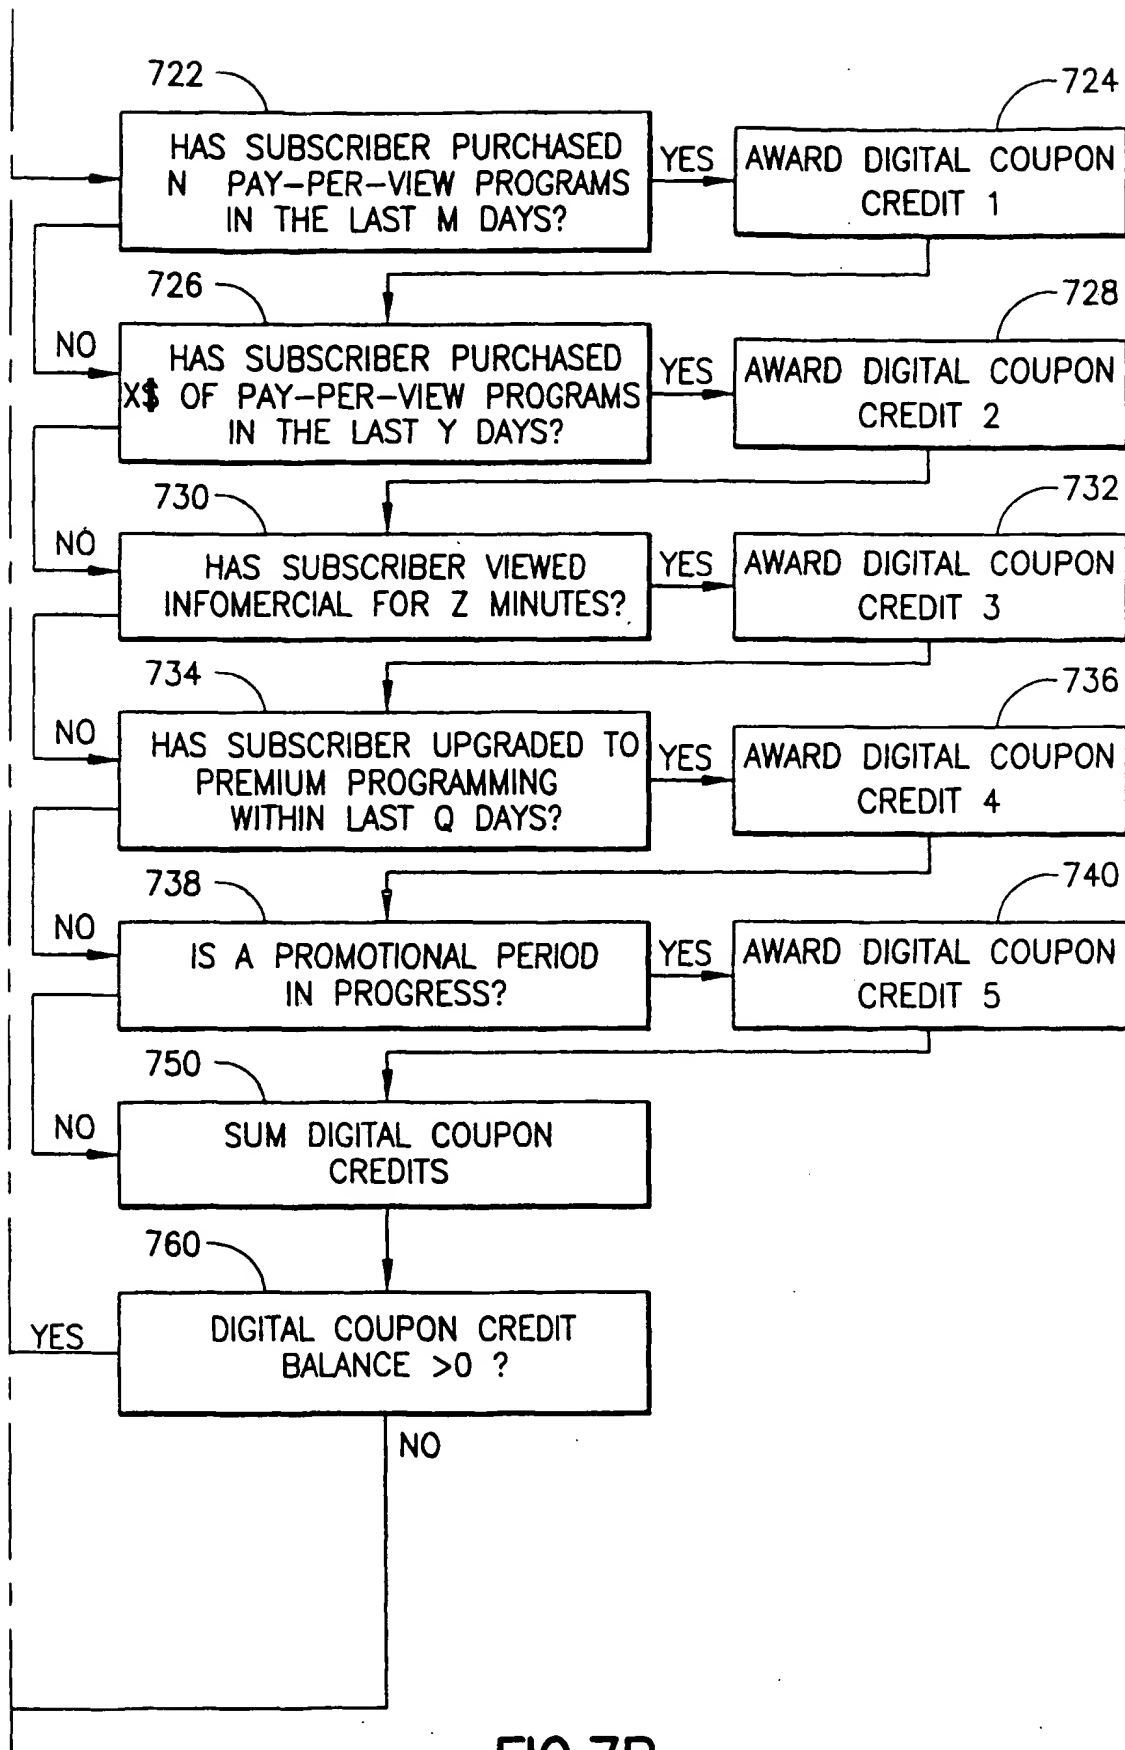 722
724
HAS SUBSCRIBER PURCHASED
N PAY-PER-VIEW PROGRAMS
IN THE LAST M DAYS?
YES
AWARD DIGITAL COUPON
CREDIT 1
726
728
NO
HAS SUBSCRIBER PURCHASED
X$ OF PAY-PER-VIEW PROGRAMS
IN THE LAST Y DAYS?
YES
AWARD DIGITAL COUPON
CREDIT 2
730
732
NO
HAS SUBSCRIBER VIEWED
INFOMERCIAL FOR Z MINUTES?
YES
AWARD DIGITAL COUPON
CREDIT 3
734
736
NO
HAS SUBSCRIBER UPGRADED TO
PREMIUM PROGRAMMING
WITHIN LAST Q DAYS?
YES
AWARD DIGITAL COUPON
CREDIT 4
738
740
NO
IS A PROMOTIONAL PERIOD
IN PROGRESS?
YES
AWARD DIGITAL COUPON
CREDIT 5
750
NO
SUM DIGITAL COUPON
CREDITS
760
YES
DIGITAL COUPON CREDIT
BALANCE >0 ?
NO